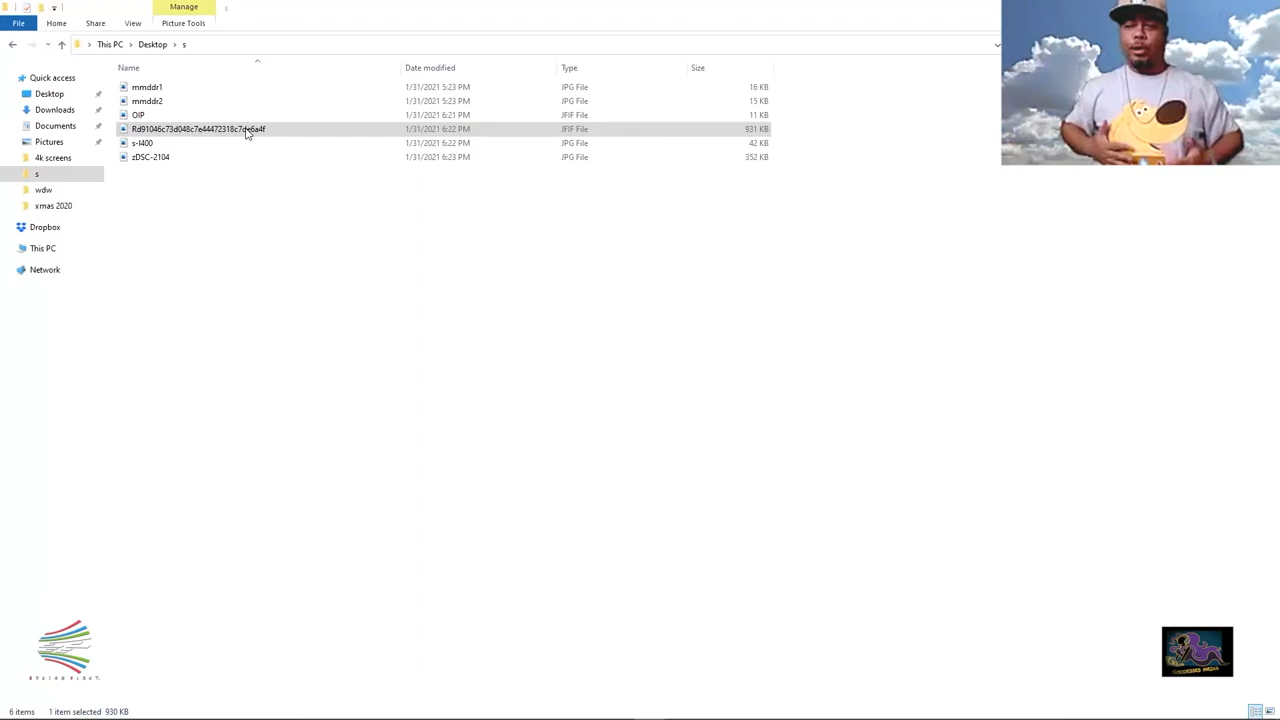 Manage
File
Home
Share
View
Picture Tools
s
This PC
Desktop
s
Name
Date modified
Type
Size
Quick access
Desktop
Downloads
Documents
Pictures
4k screens
s
wdw
xmas 2020
Dropbox
This PC
Network
mmddr1 1/31/2021 5:23 PM JPG File 16 KB
mmddr2 1/31/2021 5:23 PM JPG File 15 KB
OIP 1/31/2021 6:21 PM JFIF File 11 KB
1/31/2021 6:22 PM JFIF File 931 KB
s-l400 1/31/2021 6:22 PM JPG File 42 KB
zDSC-2104 1/31/2021 6:23 PM JPG File 352 KB
GODDESSES MEDIA
6 items
1 item selected 930 KB